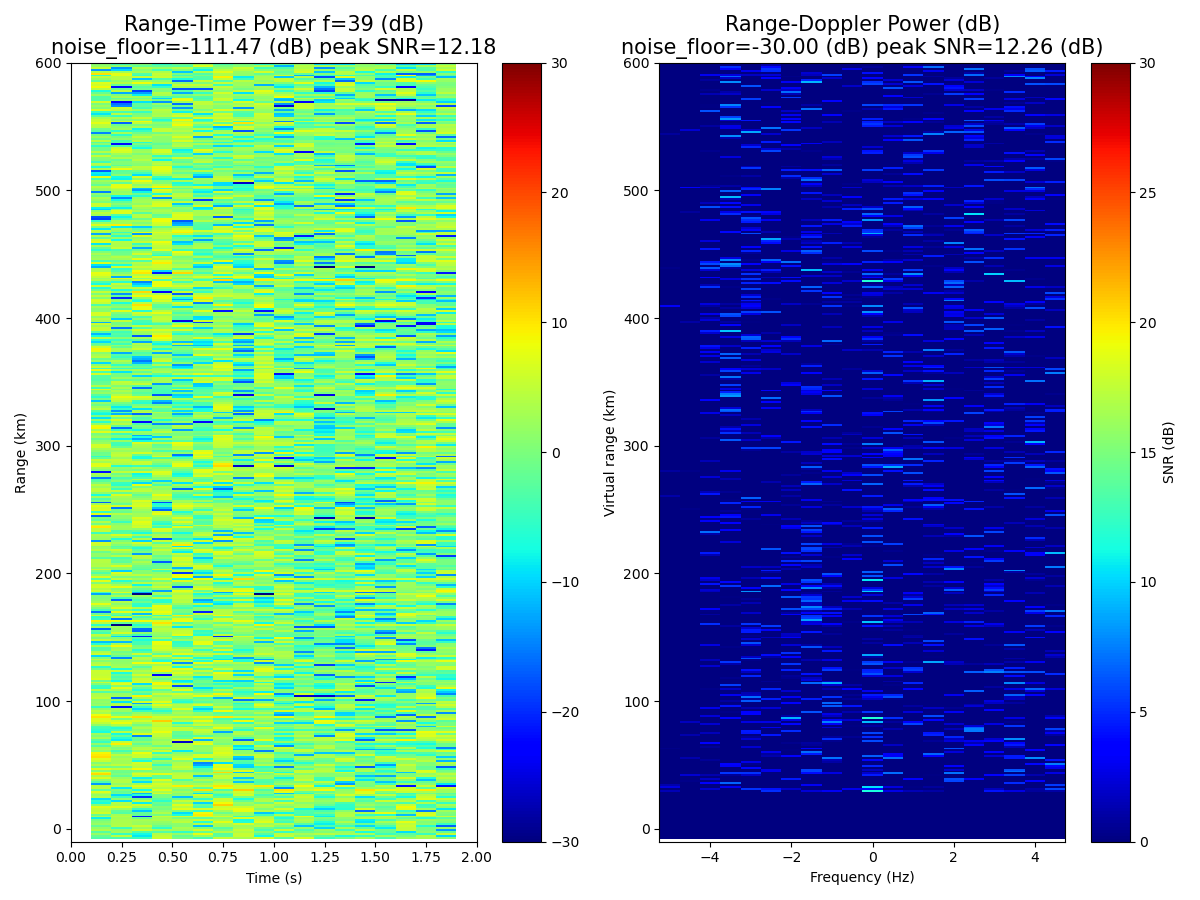 Range-Time Power f=39 (dB)
noise_floor=-111.47 (dB) peak SNR=12.18
Range-Doppler Power (dB)
noise_floor=-30.00 (dB) peak SNR=12.26 (dB)
Range (km)
600
500
400
300
200
100
0
0.00 0.25 0.50 0.75 1.00 1.25 1.50 1.75 2.00
Time (s)
30
20
10
0
−10
−20
−30
Virtual range (km)
600
500
400
300
200
100
0
−4 −2 0 2 4
Frequency (Hz)
30
25
20
15
10
5
0
SNR (dB)